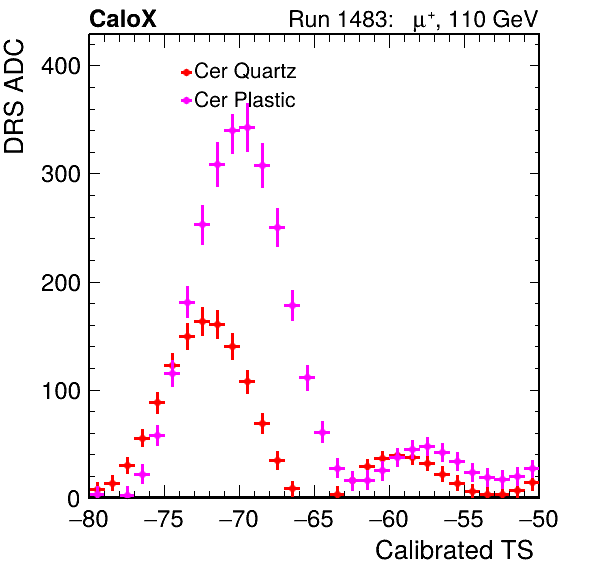 CaloX Run 1483: μ⁺, 110 GeV
DRS ADC
400
300
200
100
0
Cer Quartz
Cer Plastic
−80 −75 −70 −65 −60 −55 −50
Calibrated TS